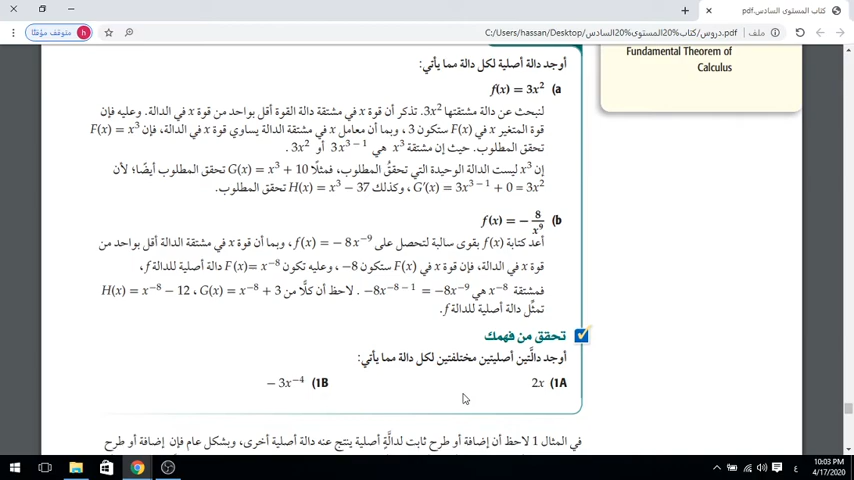 كتاب المستوى السادس.pdf
متوقف مؤقتًا
ملف | C:/Users/hassan/Desktop/دروس/كتاب%20المستوى%20السادس.pdf
Fundamental Theorem of
Calculus
أوجد دالة أصلية لكل دالة مما يأتي:
a) f(x) = 3x²
لنبحث عن دالة مشتقتها 3x². تذكر أن قوة x في مشتقة دالة القوة أقل بواحد من قوة x في الدالة. وعليه فإن
قوة المتغير x في F(x) ستكون 3 ، وبما أن معامل x في مشتقة الدالة يساوي قوة x في الدالة، فإن F(x) = x³
تحقق المطلوب. حيث إن مشتقة x³ هي 3x³⁻¹ أو 3x² .
إن x³ ليست الدالة الوحيدة التي تحققُ المطلوب، فمثلًا G(x) = x³ + 10 تحقق المطلوب أيضًا؛ لأن
G′(x) = 3x³⁻¹ + 0 = 3x² ، وكذلك H(x) = x³ − 37 تحقق المطلوب.
b) f(x) = − 8/x⁹
أعد كتابة f(x) بقوى سالبة لتحصل على f(x) = − 8x⁻⁹ ، وبما أن قوة x في مشتقة الدالة أقل بواحد من
قوة x في الدالة، فإن قوة x في F(x) ستكون 8− ، وعليه تكون F(x)= x⁻⁸ دالة أصلية للدالة f ،
فمشتقة x⁻⁸ هي −8x⁻⁸⁻¹ = −8x⁻⁹ . لاحظ أن كلًّا من H(x) = x⁻⁸ − 12 ، G(x) = x⁻⁸ + 3
تمثِّل دالة أصلية للدالة f.
تحقق من فهمك
أوجد دالَّتين أصليتين مختلفتين لكل دالة مما يأتي:
1A) 2x
1B) − 3x⁻⁴
في المثال 1 لاحظ أن إضافة أو طرح ثابت لدالَّةٍ أصلية ينتج عنه دالة أصلية أخرى، وبشكل عام فإن إضافة أو طرح
10:03 PM
ع
4/17/2020